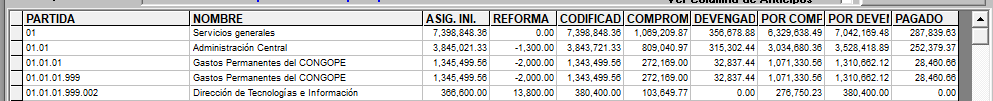 PARTIDA NOMBRE ASIG. INI. REFORMA CODIFICAD COMPROM DEVENGAD POR COMP POR DEVEN PAGADO
01 Servicios generales 7,398,848.36 0.00 7,398,848.36 1,069,209.87 356,678.88 6,329,638.49 7,042,169.48 287,839.63
01.01 Administración Central 3,845,021.33 -1,300.00 3,843,721.33 809,040.97 315,302.44 3,034,680.36 3,528,418.89 252,379.37
01.01.01 Gastos Permanentes del CONGOPE 1,345,499.56 -2,000.00 1,343,499.56 272,169.00 32,837.44 1,071,330.56 1,310,662.12 28,460.66
01.01.01.999 Gastos Permanentes del CONGOPE 1,345,499.56 -2,000.00 1,343,499.56 272,169.00 32,837.44 1,071,330.56 1,310,662.12 28,460.66
01.01.01.999.002 Dirección de Tecnologías e Información 366,600.00 13,800.00 380,400.00 103,649.77 0.00 276,750.23 380,400.00 0.00